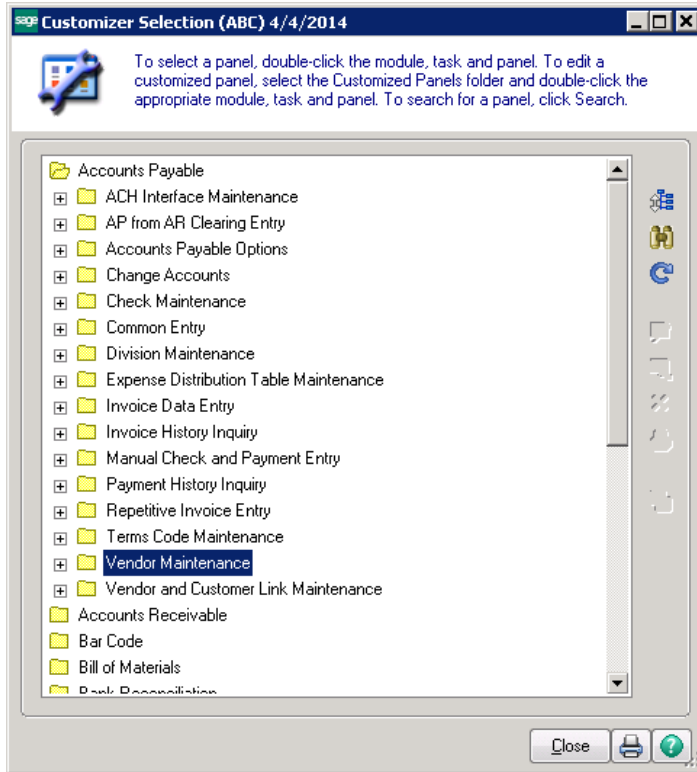 sage Customizer Selection (ABC) 4/4/2014
To select a panel, double-click the module, task and panel. To edit a
customized panel, select the Customized Panels folder and double-click the
appropriate module, task and panel. To search for a panel, click Search.
Accounts Payable
ACH Interface Maintenance
AP from AR Clearing Entry
Accounts Payable Options
Change Accounts
Check Maintenance
Common Entry
Division Maintenance
Expense Distribution Table Maintenance
Invoice Data Entry
Invoice History Inquiry
Manual Check and Payment Entry
Payment History Inquiry
Repetitive Invoice Entry
Terms Code Maintenance
Vendor Maintenance
Vendor and Customer Link Maintenance
Accounts Receivable
Bar Code
Bill of Materials
Bank Reconciliation
Close